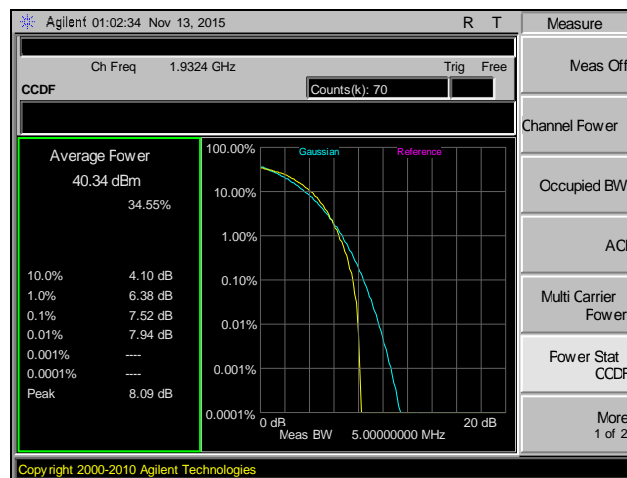 Agilent 01:02:34 Nov 13, 2015 R T
Measure
Ch Freq 1.9324 GHz Trig Free
CCDF Counts(k): 70
Meas Off
Channel Fower
Occupied BW
ACP
Multi Carrier
Fower
Fower Stat
CCDF
More
1 of 2
Average Fower
40.34 dBm
34.55%
10.0% 4.10 dB
1.0% 6.38 dB
0.1% 7.52 dB
0.01% 7.94 dB
0.001% ----
0.0001% ----
Peak 8.09 dB
Gaussian Reference
100.00%
10.00%
1.00%
0.10%
0.01%
0.001%
0.0001%
0 dB 20 dB
Meas BW 5.00000000 MHz
Copyright 2000-2010 Agilent Technologies